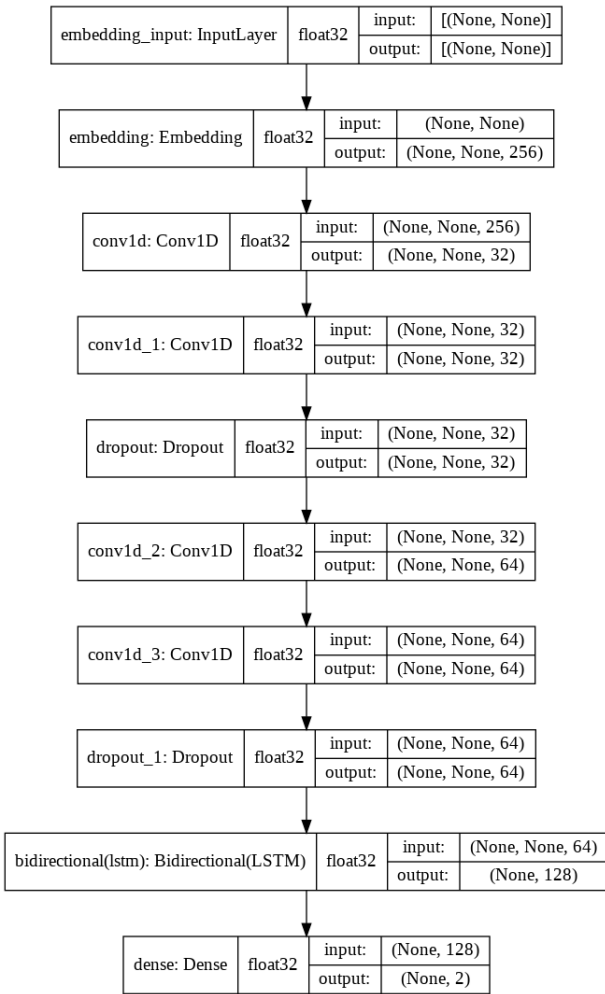 embedding_input: InputLayer float32 input: [(None, None)]
output: [(None, None)]
embedding: Embedding float32 input: (None, None)
output: (None, None, 256)
conv1d: Conv1D float32 input: (None, None, 256)
output: (None, None, 32)
conv1d_1: Conv1D float32 input: (None, None, 32)
output: (None, None, 32)
dropout: Dropout float32 input: (None, None, 32)
output: (None, None, 32)
conv1d_2: Conv1D float32 input: (None, None, 32)
output: (None, None, 64)
conv1d_3: Conv1D float32 input: (None, None, 64)
output: (None, None, 64)
dropout_1: Dropout float32 input: (None, None, 64)
output: (None, None, 64)
bidirectional(lstm): Bidirectional(LSTM) float32 input: (None, None, 64)
output: (None, 128)
dense: Dense float32 input: (None, 128)
output: (None, 2)